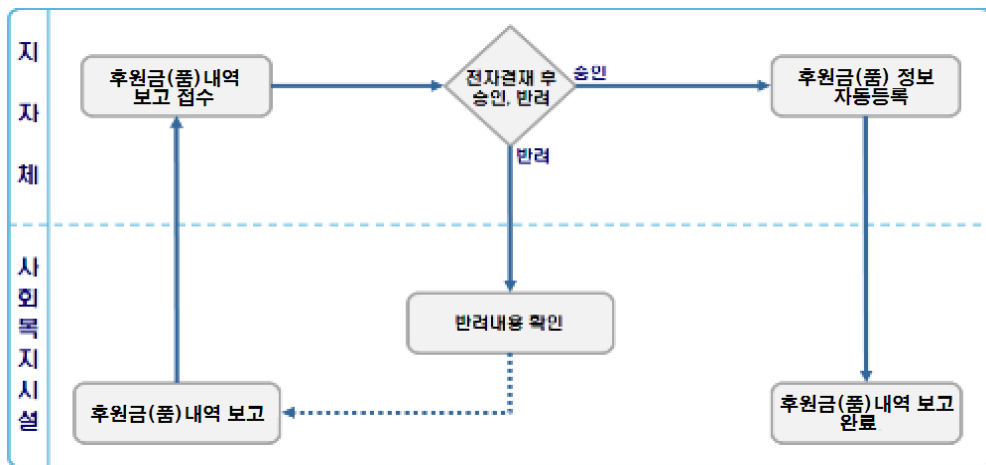 지자체
후원금(품)내역
보고 접수
전자결재 후
승인, 반려
승인
후원금(품) 정보
자동등록
반려
사회복지시설
반려내용 확인
후원금(품)내역 보고
후원금(품)내역 보고
완료